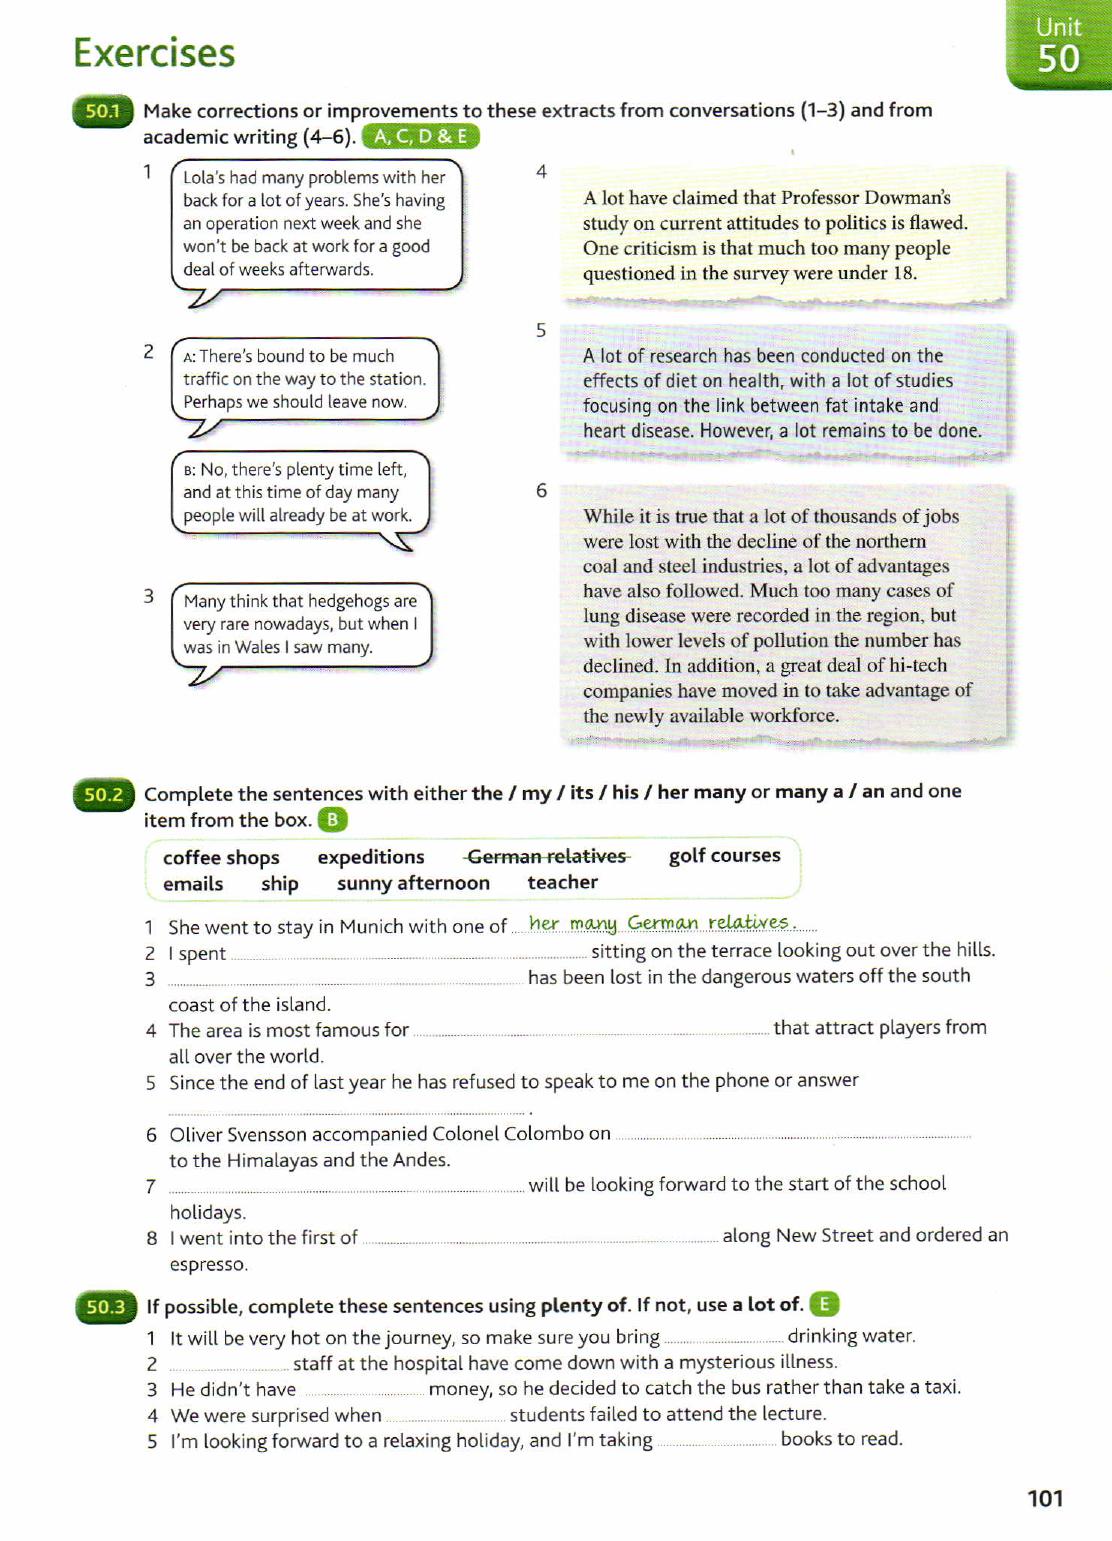 Unit
50
Exercises
50.1 Make corrections or improvements to these extracts from conversations (1–3) and from
academic writing (4–6). A, C, D & E
1
Lola's had many problems with her
back for a lot of years. She's having
an operation next week and she
won't be back at work for a good
deal of weeks afterwards.
2
A: There's bound to be much
traffic on the way to the station.
Perhaps we should leave now.
B: No, there's plenty time left,
and at this time of day many
people will already be at work.
3
Many think that hedgehogs are
very rare nowadays, but when I
was in Wales I saw many.
4
A lot have claimed that Professor Dowman's
study on current attitudes to politics is flawed.
One criticism is that much too many people
questioned in the survey were under 18.
5
A lot of research has been conducted on the
effects of diet on health, with a lot of studies
focusing on the link between fat intake and
heart disease. However, a lot remains to be done.
6
While it is true that a lot of thousands of jobs
were lost with the decline of the northern
coal and steel industries, a lot of advantages
have also followed. Much too many cases of
lung disease were recorded in the region, but
with lower levels of pollution the number has
declined. In addition, a great deal of hi-tech
companies have moved in to take advantage of
the newly available workforce.
50.2 Complete the sentences with either the / my / its / his / her many or many a / an and one
item from the box. B
coffee shops expeditions German relatives golf courses
emails ship sunny afternoon teacher
1 She went to stay in Munich with one of her many German relatives.
2 I spent ........ sitting on the terrace looking out over the hills.
3 ........ has been lost in the dangerous waters off the south
coast of the island.
4 The area is most famous for ........ that attract players from
all over the world.
5 Since the end of last year he has refused to speak to me on the phone or answer
........ .
6 Oliver Svensson accompanied Colonel Colombo on ........
to the Himalayas and the Andes.
7 ........ will be looking forward to the start of the school
holidays.
8 I went into the first of ........ along New Street and ordered an
espresso.
50.3 If possible, complete these sentences using plenty of. If not, use a lot of. E
1 It will be very hot on the journey, so make sure you bring ........ drinking water.
2 ........ staff at the hospital have come down with a mysterious illness.
3 He didn't have ........ money, so he decided to catch the bus rather than take a taxi.
4 We were surprised when ........ students failed to attend the lecture.
5 I'm looking forward to a relaxing holiday, and I'm taking ........ books to read.
101